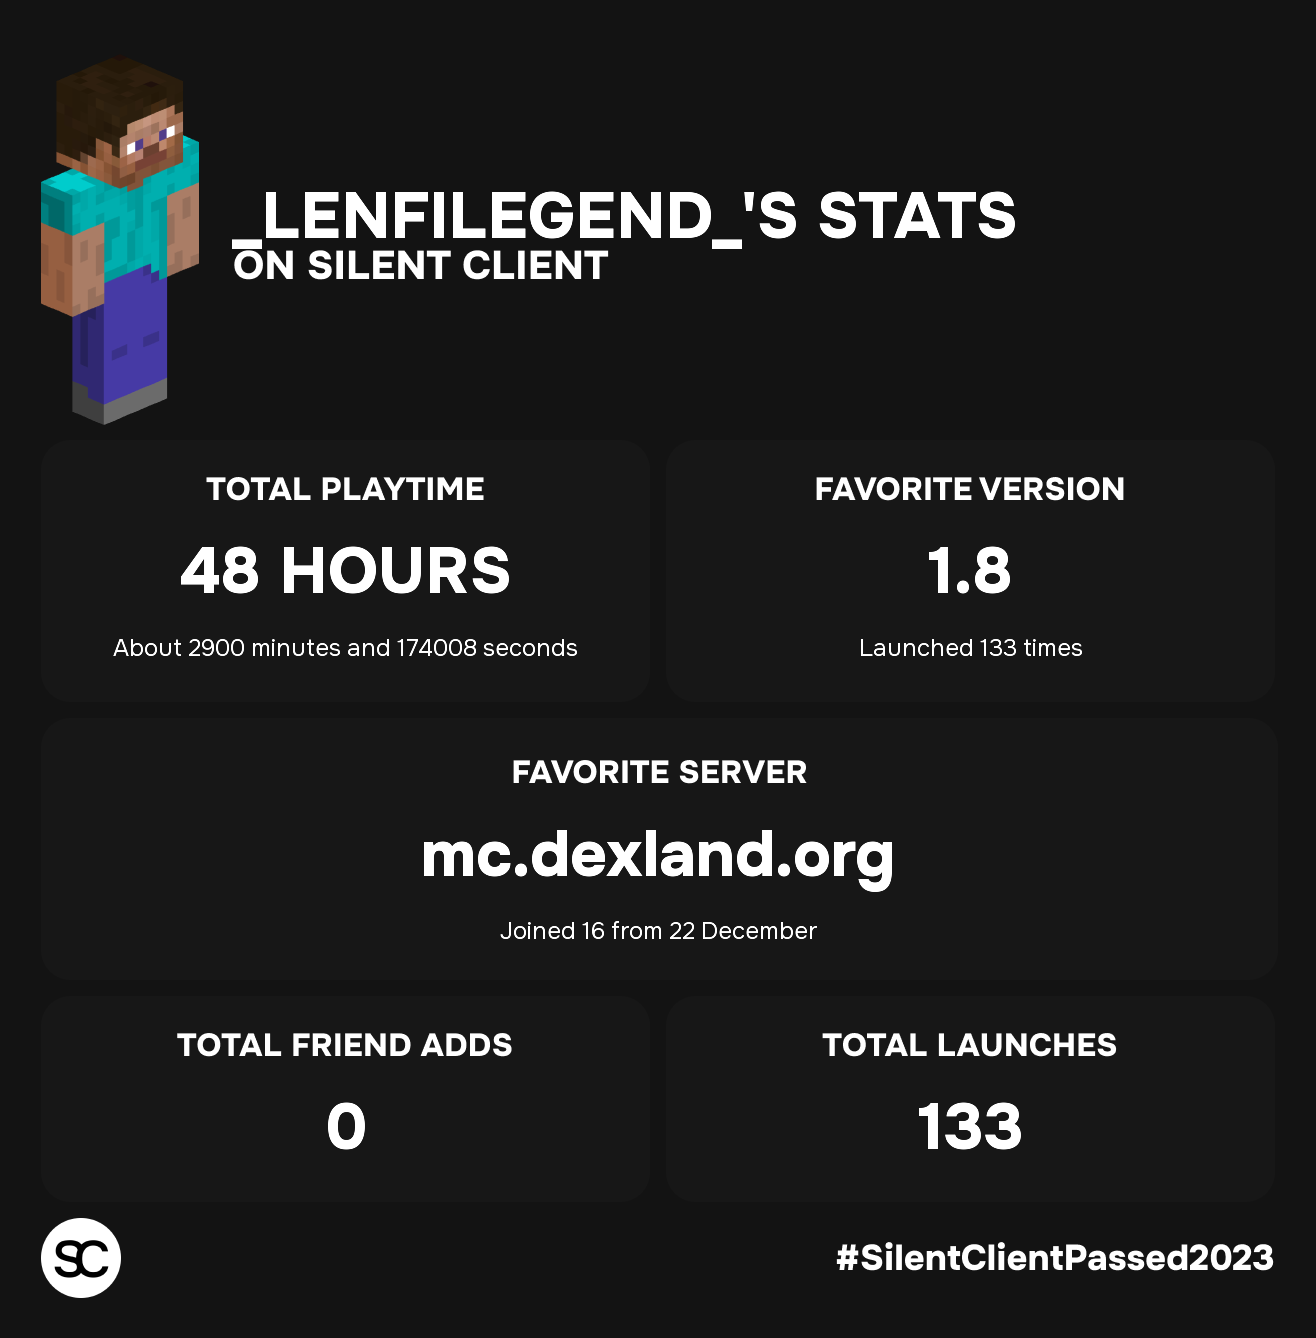 _LENFILEGEND_'S STATS
ON SILENT CLIENT
TOTAL PLAYTIME
48 HOURS
About 2900 minutes and 174008 seconds
FAVORITE VERSION
1.8
Launched 133 times
FAVORITE SERVER
mc.dexland.org
Joined 16 from 22 December
TOTAL FRIEND ADDS
0
TOTAL LAUNCHES
133
SC
#SilentClientPassed2023